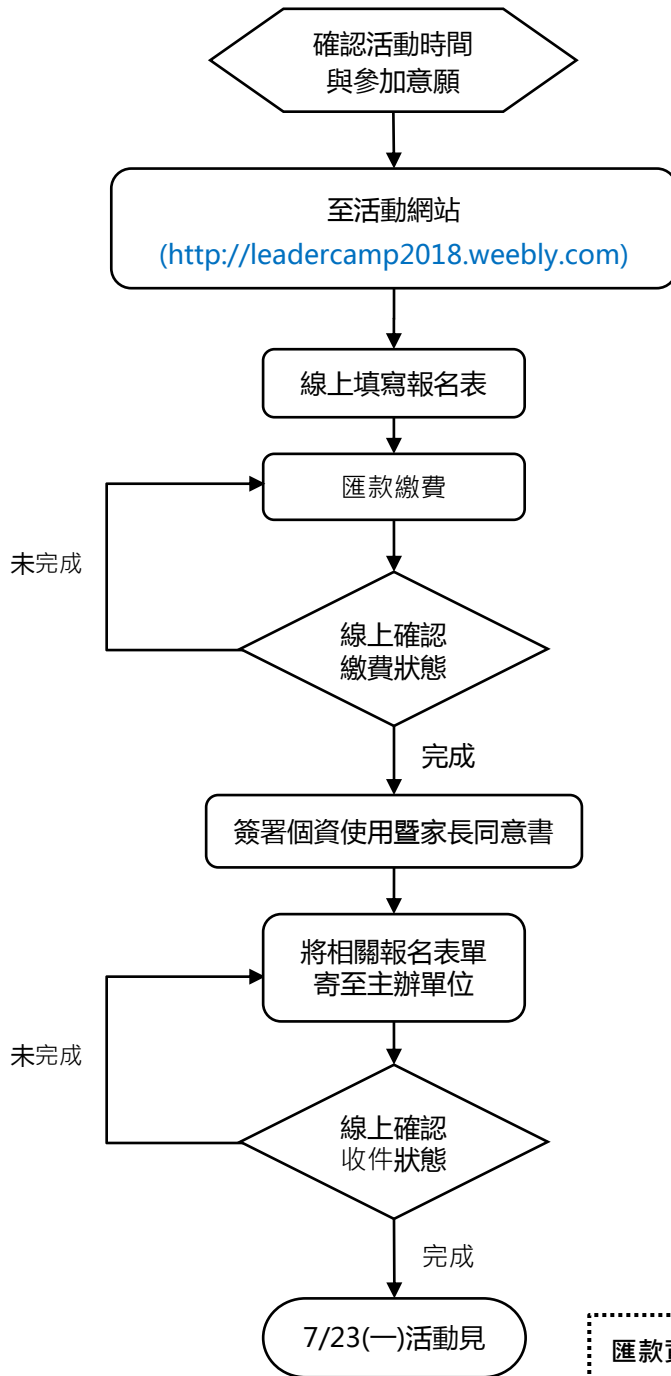 確認活動時間
與參加意願
至活動網站
(http://leadercamp2018.weebly.com)
線上填寫報名表
匯款繳費
未完成
線上確認
繳費狀態
完成
簽署個資使用暨家長同意書
將相關報名表單
寄至主辦單位
未完成
線上確認
收件狀態
完成
7/23(一)活動見
匯款